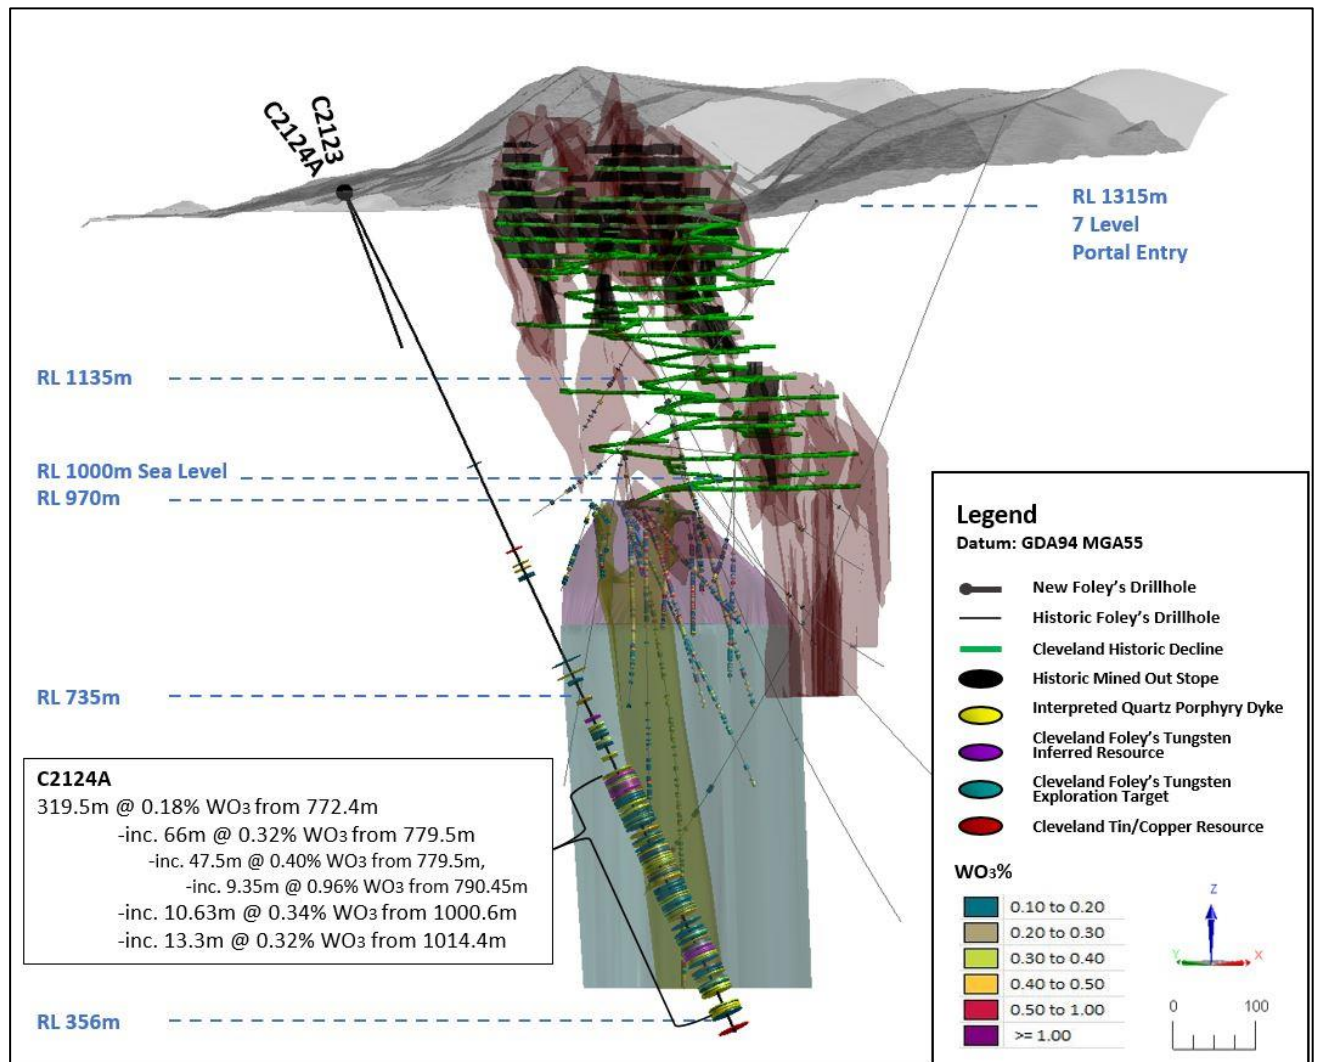 C2123
C2124A
RL 1315m
7 Level
Portal Entry
RL 1135m
RL 1000m Sea Level
RL 970m
RL 735m
C2124A
319.5m @ 0.18% WO3 from 772.4m
-inc. 66m @ 0.32% WO3 from 779.5m
-inc. 47.5m @ 0.40% WO3 from 779.5m,
-inc. 9.35m @ 0.96% WO3 from 790.45m
-inc. 10.63m @ 0.34% WO3 from 1000.6m
-inc. 13.3m @ 0.32% WO3 from 1014.4m
RL 356m
Legend
Datum: GDA94 MGA55
New Foley's Drillhole
Historic Foley's Drillhole
Cleveland Historic Decline
Historic Mined Out Stope
Interpreted Quartz Porphyry Dyke
Cleveland Foley's Tungsten
Inferred Resource
Cleveland Foley's Tungsten
Exploration Target
Cleveland Tin/Copper Resource
WO3%
0.10 to 0.20
0.20 to 0.30
0.30 to 0.40
0.40 to 0.50
0.50 to 1.00
>= 1.00
Z
Y
X
0 100